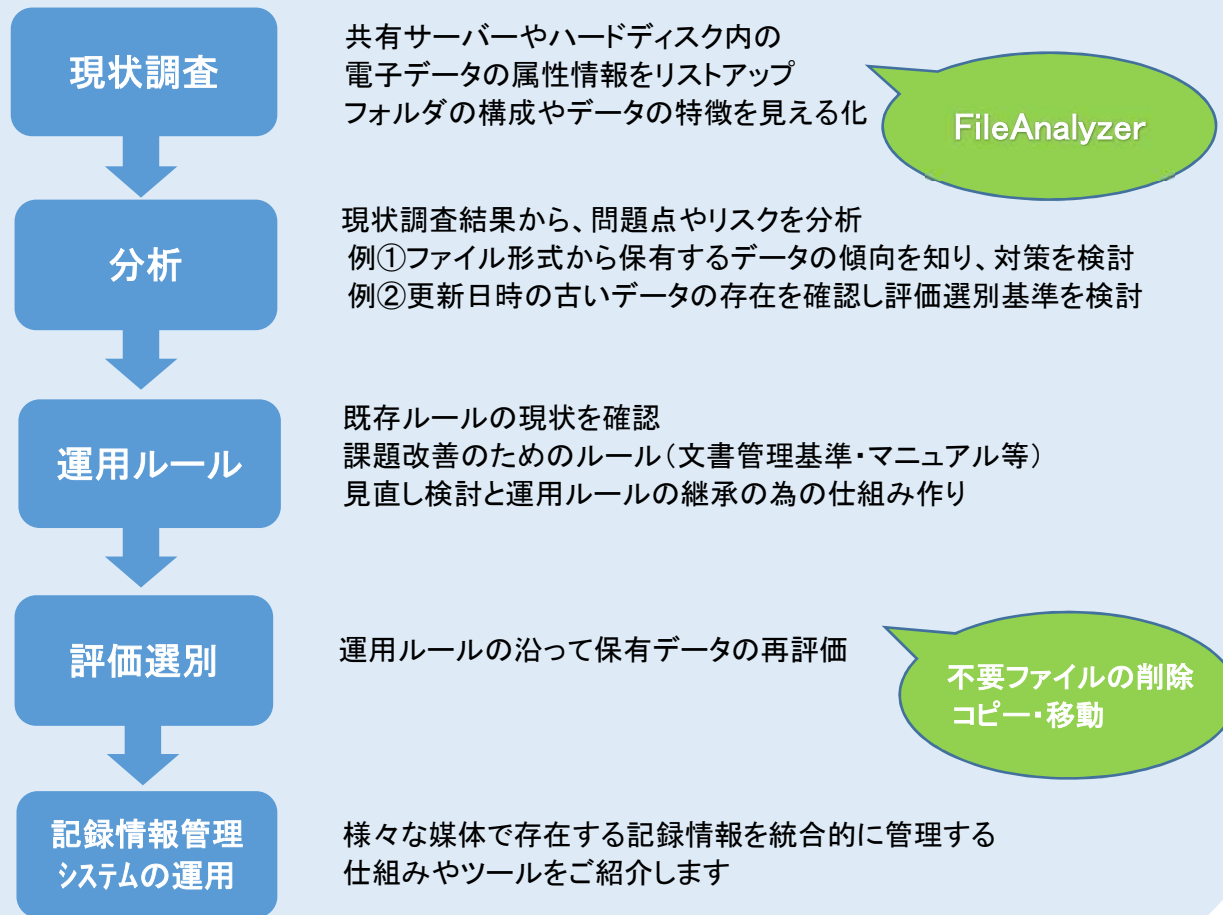 現状調査
共有サーバーやハードディスク内の
電子データの属性情報をリストアップ
フォルダの構成やデータの特徴を見える化
FileAnalyzer
分析
現状調査結果から、問題点やリスクを分析
例①ファイル形式から保有するデータの傾向を知り、対策を検討
例②更新日時の古いデータの存在を確認し評価選別基準を検討
運用ルール
既存ルールの現状を確認
課題改善のためのルール（文書管理基準・マニュアル等）
見直し検討と運用ルールの継承の為の仕組み作り
評価選別
運用ルールの沿って保有データの再評価
不要ファイルの削除
コピー・移動
記録情報管理
ｼｽﾃﾑの運用
様々な媒体で存在する記録情報を統合的に管理する
仕組みやツールをご紹介します